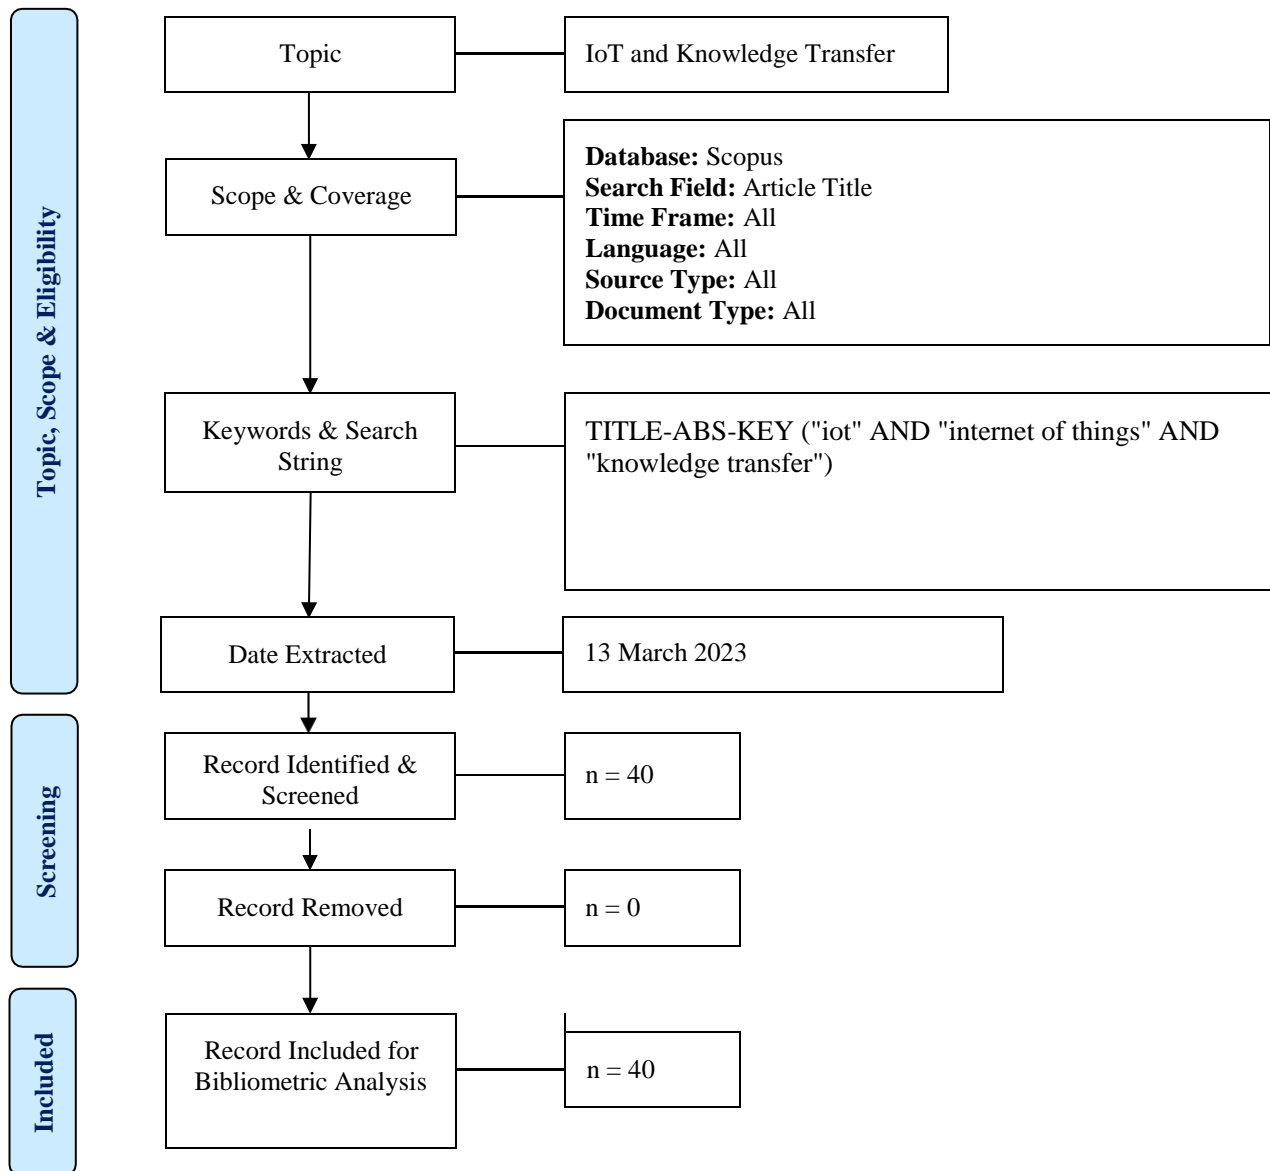 Topic, Scope & Eligibility
Topic
IoT and Knowledge Transfer
Scope & Coverage
Database: Scopus
Search Field: Article Title
Time Frame: All
Language: All
Source Type: All
Document Type: All
Keywords & Search
String
TITLE-ABS-KEY ("iot" AND "internet of things" AND
"knowledge transfer")
Date Extracted
13 March 2023
Screening
Record Identified &
Screened
n = 40
Record Removed
n = 0
Included
Record Included for
Bibliometric Analysis
n = 40